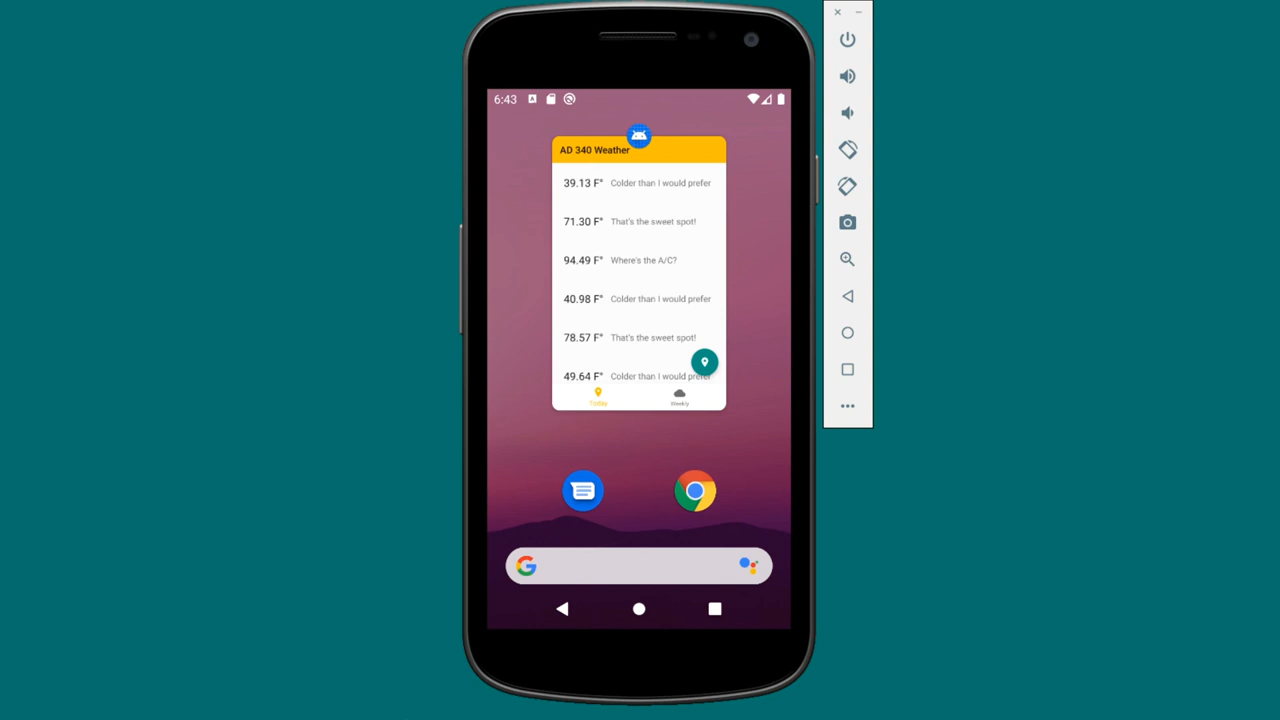 6:43
AD 340 Weather
39.13 F° Colder than I would prefer
71.30 F° That's the sweet spot!
94.49 F° Where's the A/C?
40.98 F° Colder than I would prefer
78.57 F° That's the sweet spot!
49.64 F° Colder than I would prefer
Today Weekly